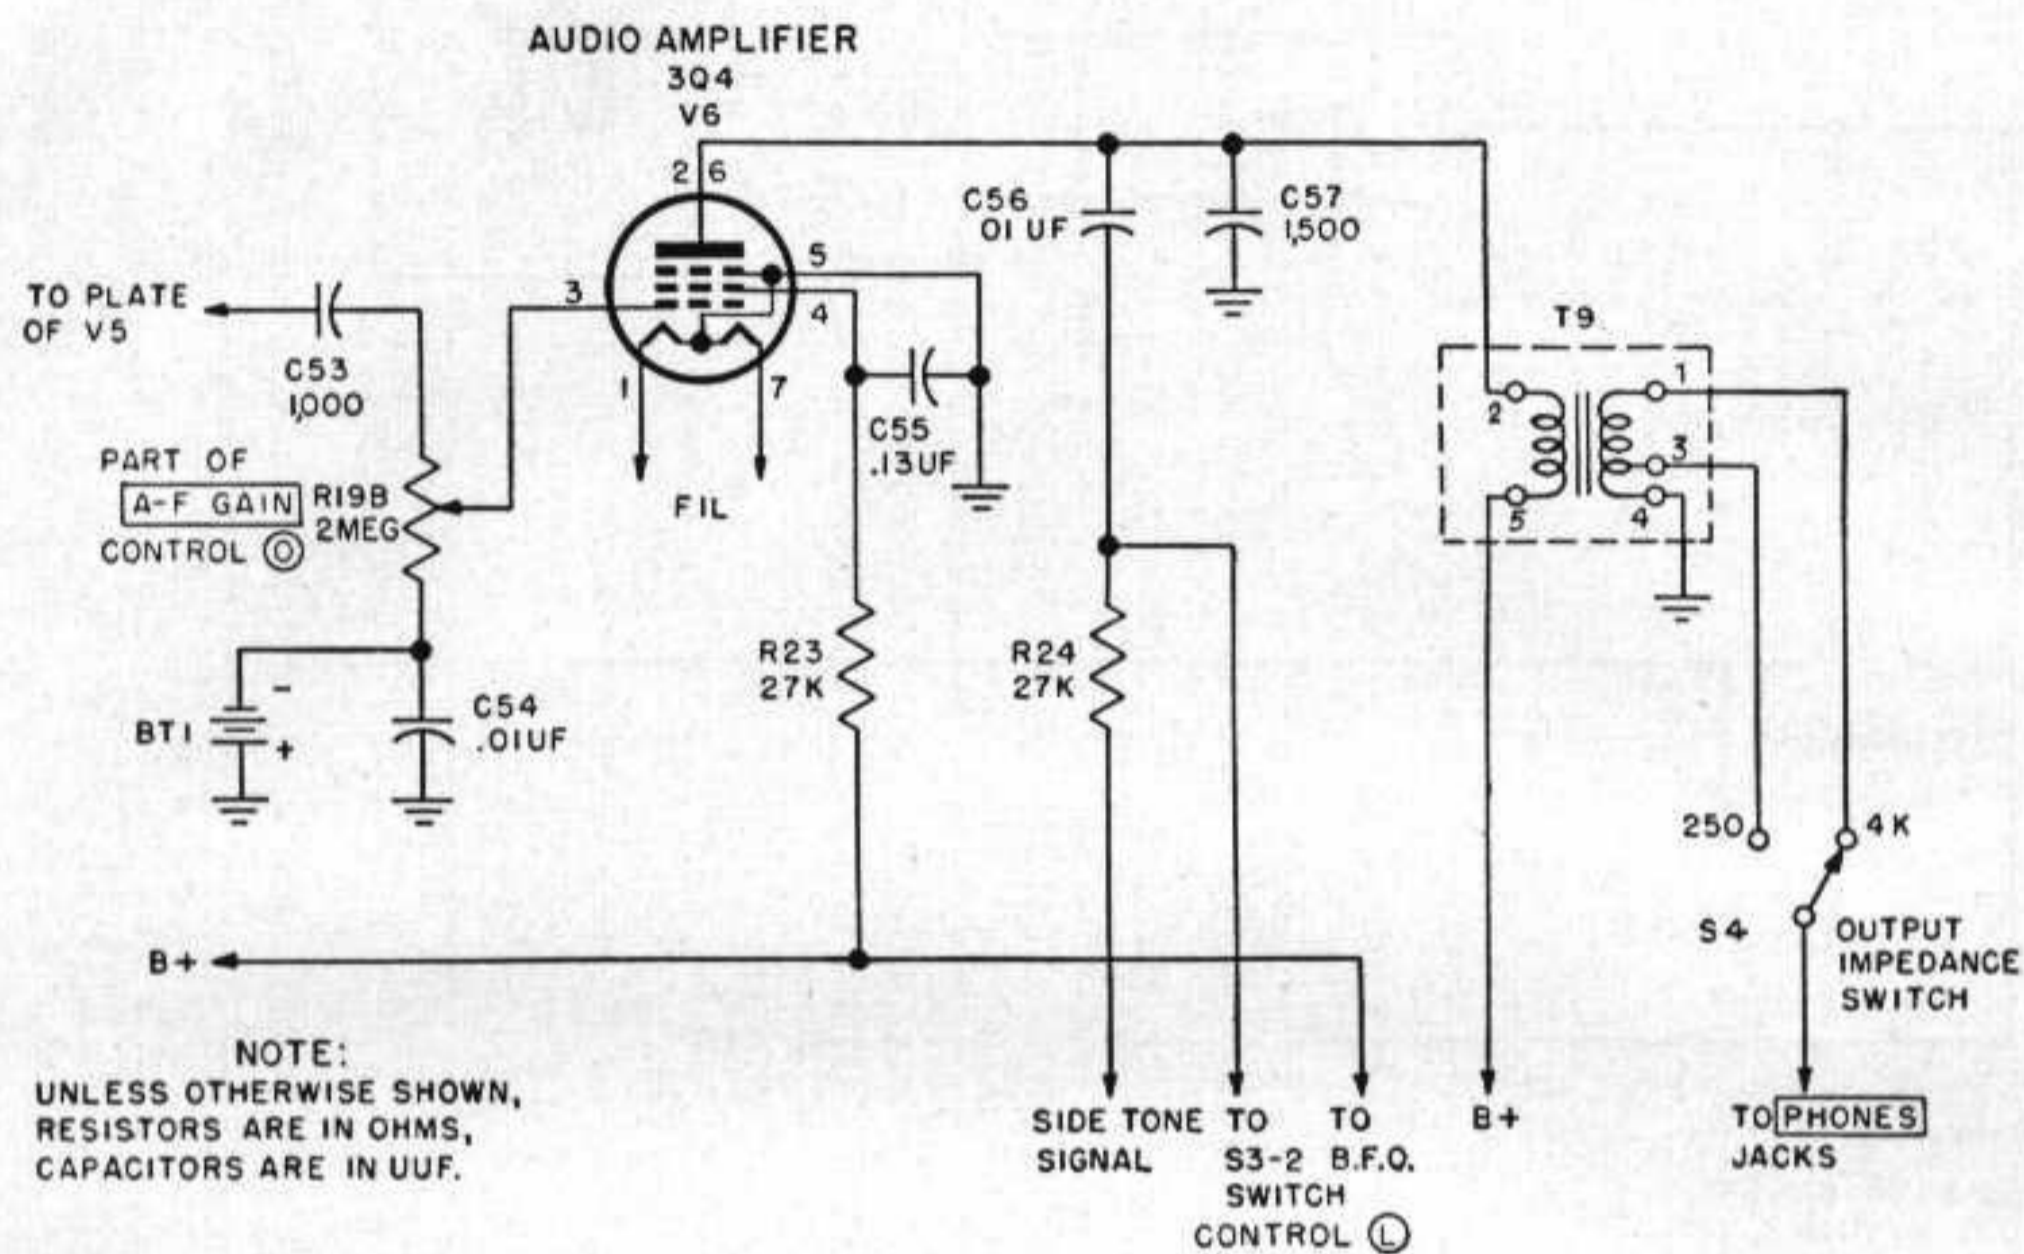 AUDIO AMPLIFIER
3Q4
V6
2 6
5
3
4
1
7
TO PLATE
OF V5
C53
1,000
PART OF
A-F GAIN
CONTROL O
R19B
2MEG
FIL
C55
.13UF
C56
.01 UF
C57
1,500
T9
1
2
3
4
5
R23
27K
R24
27K
BT1
-
+
C54
.01UF
250
4K
S4
OUTPUT
IMPEDANCE
SWITCH
B+
NOTE:
UNLESS OTHERWISE SHOWN,
RESISTORS ARE IN OHMS,
CAPACITORS ARE IN UUF.
SIDE TONE
SIGNAL
TO
S3-2
SWITCH
CONTROL L
TO
B.F.O.
B+
TO PHONES
JACKS